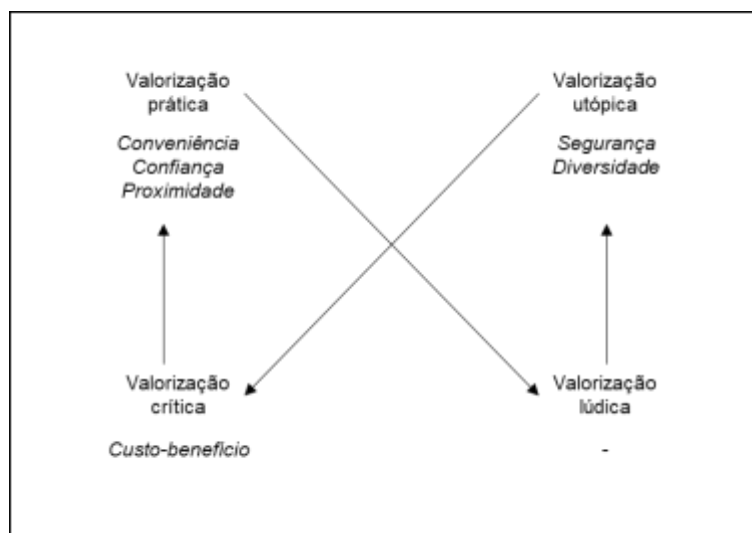 Valorização
prática
Conveniência
Confiança
Proximidade
Valorização
utópica
Segurança
Diversidade
Valorização
crítica
Custo-benefício
Valorização
lúdica
-